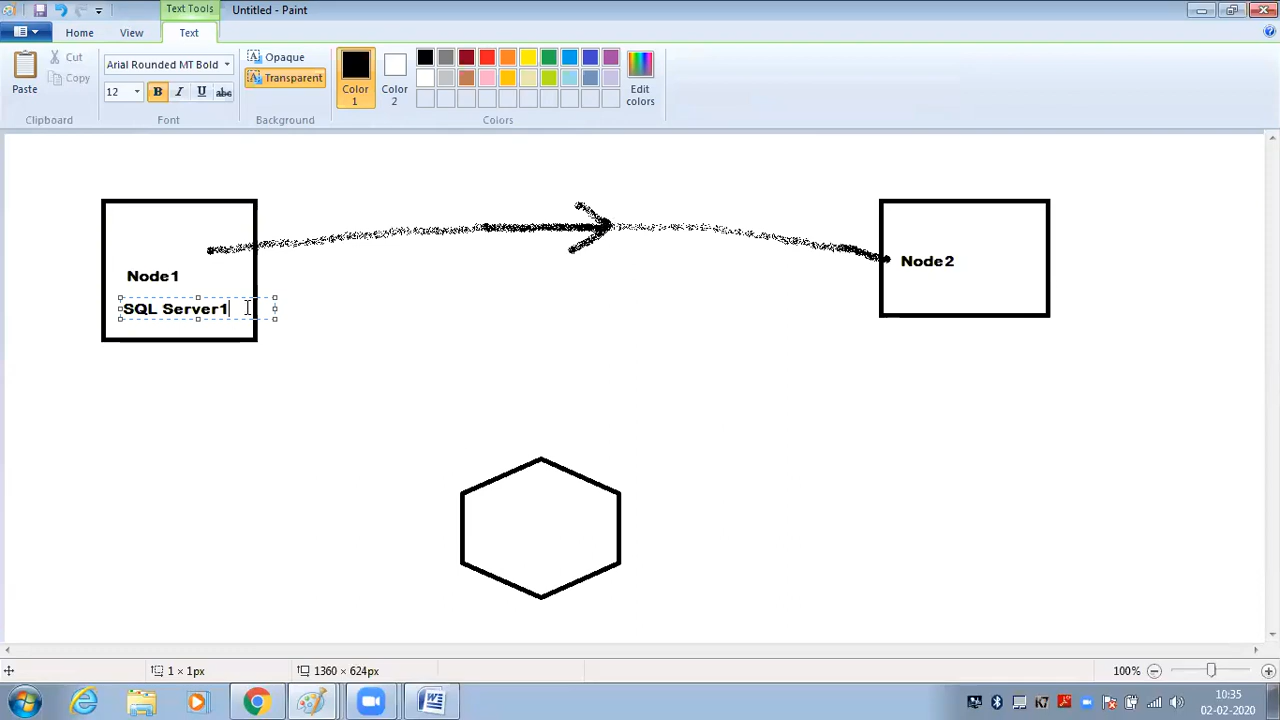 Text Tools
Untitled - Paint
Home
View
Text
Paste
Cut
Copy
Clipboard
Arial Rounded MT Bold
12
B
I
U
abc
Font
Opaque
Transparent
Background
Color 1
Color 2
Edit colors
Colors
Node1
SQL Server1
Node2
1 × 1px
1360 × 624px
100%
10:35
02-02-2020